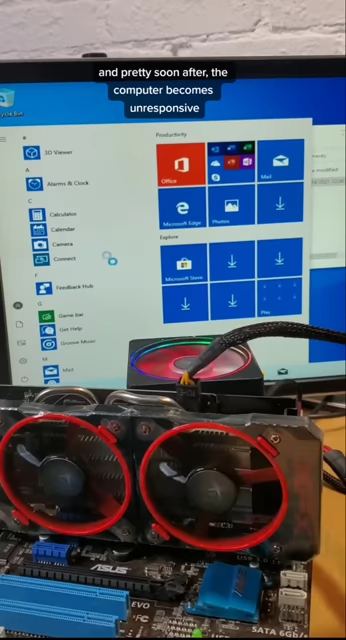 and pretty soon after, the
computer becomes
unresponsive
Productivity
#
3D Viewer
A
Alarms & Clock
Office
Mail
C
Calculator
Calendar
Camera
Connect
Microsoft Edge
Photos
Explore
F
Feedback Hub
Microsoft Store
G
Game bar
Get Help
Groove Music
Play
M
Mail
ASUS
EVO
SATA 6GB/